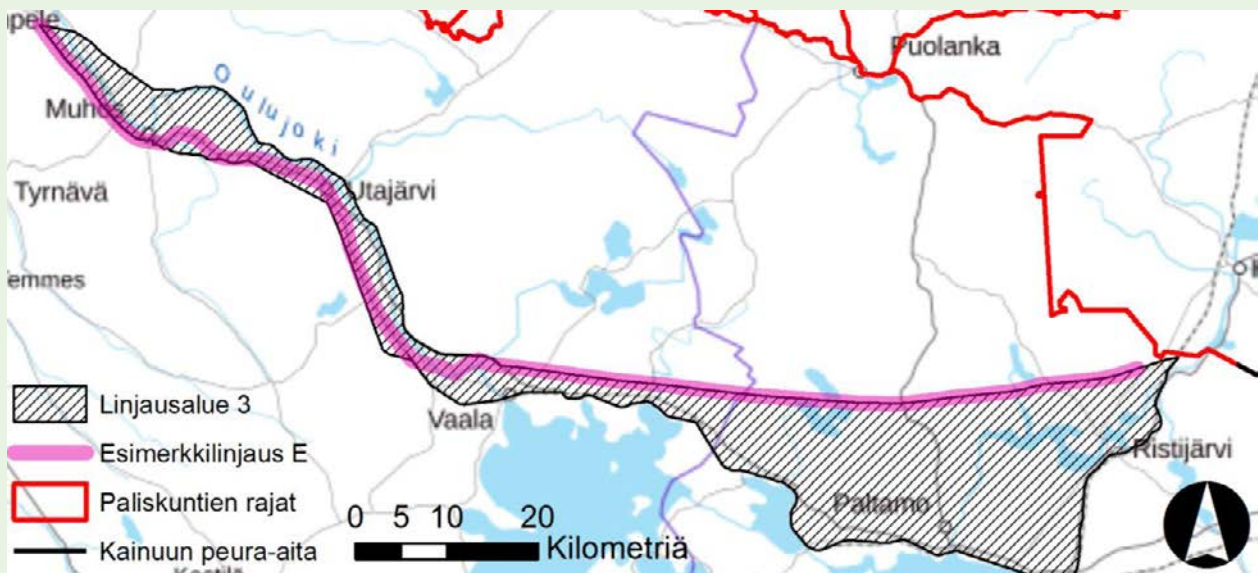 Puolanka
Oulujoki
Muhos
Tyrnävä
Utajärvi
Vaala
Ristijärvi
Paltamo
Linjausalue 3
Esimerkkilinjaus E
Paliskuntien rajat
Kainuun peura-aita
0 5 10 20
Kilometriä